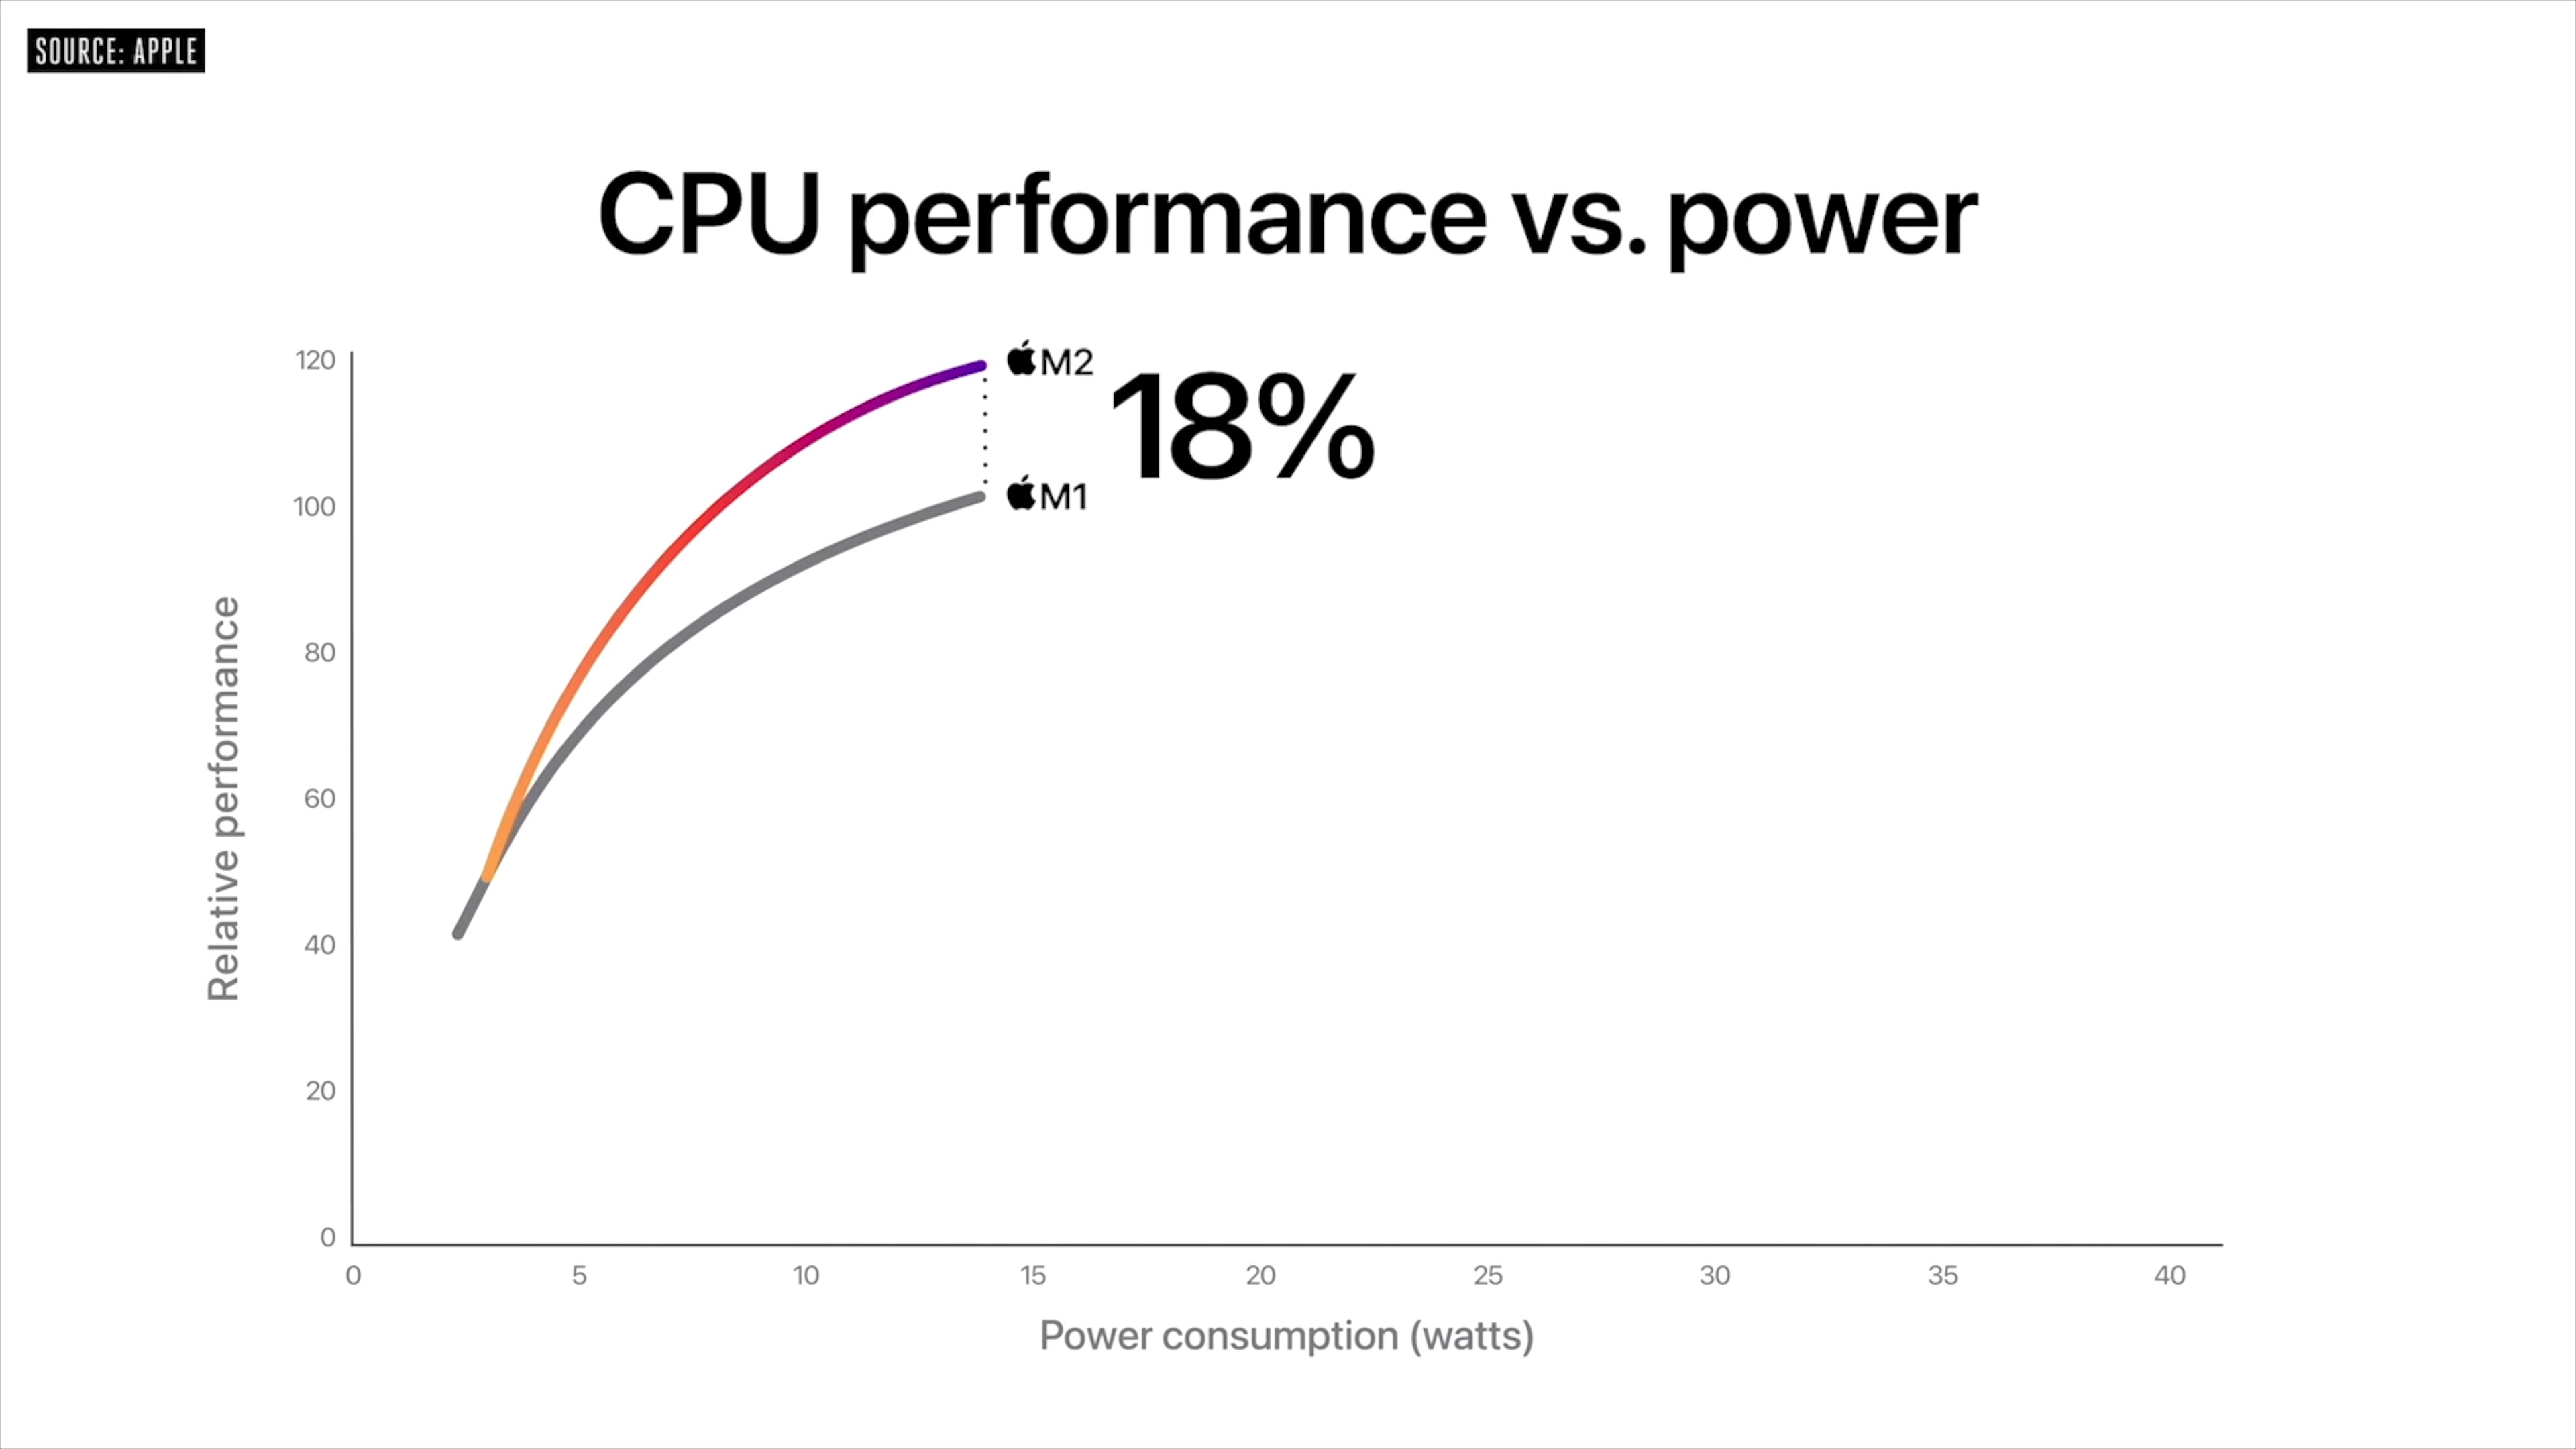 SOURCE: APPLE
CPU performance vs. power
M2
18%
M1
Relative performance
120
100
80
60
40
20
0
0 5 10 15 20 25 30 35 40
Power consumption (watts)